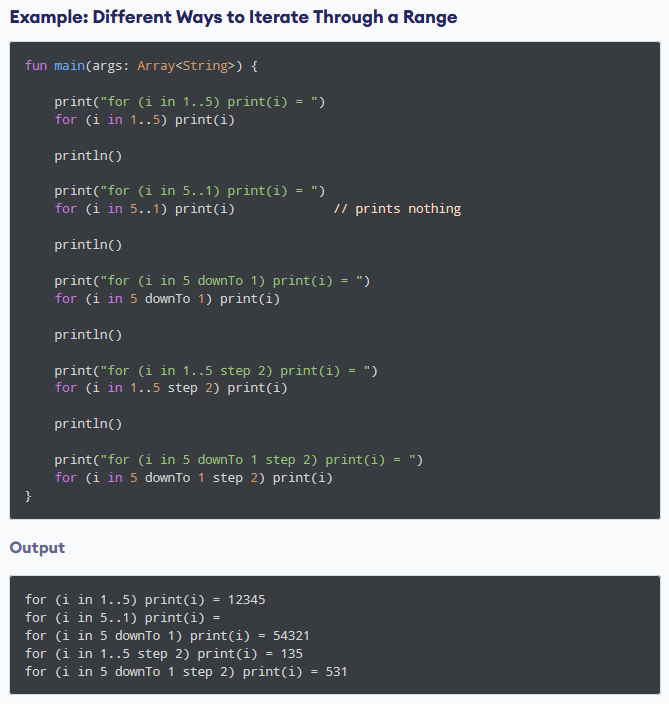 Example: Different Ways to Iterate Through a Range
fun main(args: Array<String>) {
print("for (i in 1..5) print(i) = ")
for (i in 1..5) print(i)
println()
print("for (i in 5..1) print(i) = ")
for (i in 5..1) print(i)             // prints nothing
println()
print("for (i in 5 downTo 1) print(i) = ")
for (i in 5 downTo 1) print(i)
println()
print("for (i in 1..5 step 2) print(i) = ")
for (i in 1..5 step 2) print(i)
println()
print("for (i in 5 downTo 1 step 2) print(i) = ")
for (i in 5 downTo 1 step 2) print(i)
}
Output
for (i in 1..5) print(i) = 12345
for (i in 5..1) print(i) =
for (i in 5 downTo 1) print(i) = 54321
for (i in 1..5 step 2) print(i) = 135
for (i in 5 downTo 1 step 2) print(i) = 531